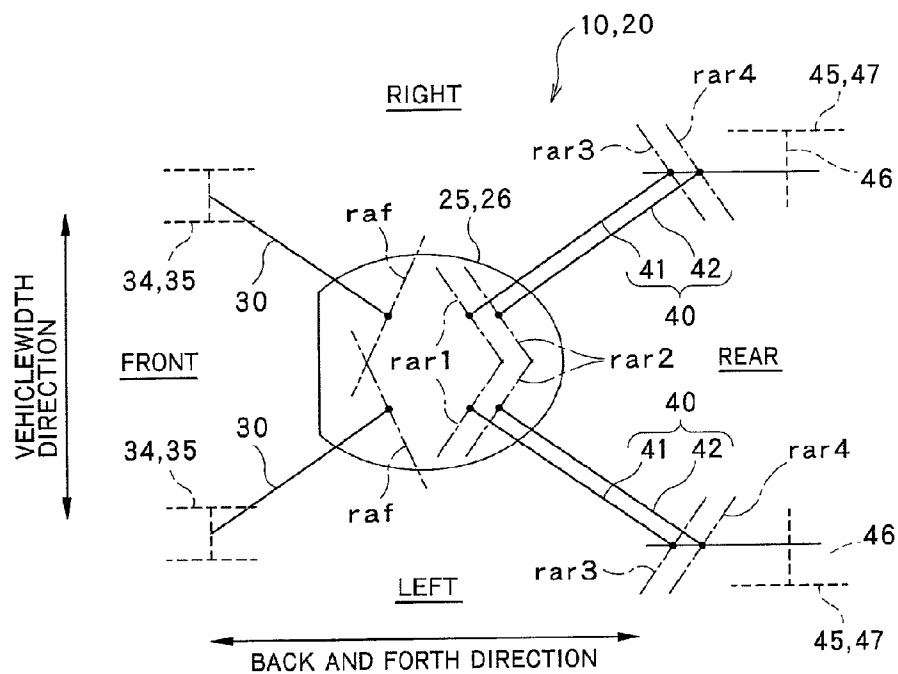 10,20
RIGHT
45,47
rar4
rar3
46
raf
25,26
34,35
30
41 42
40
VEHICLEWIDTH
DIRECTION
FRONT
rar1
rar2
REAR
30
40
41 42
34,35
rar4
raf
46
rar3
LEFT
45,47
BACK AND FORTH DIRECTION